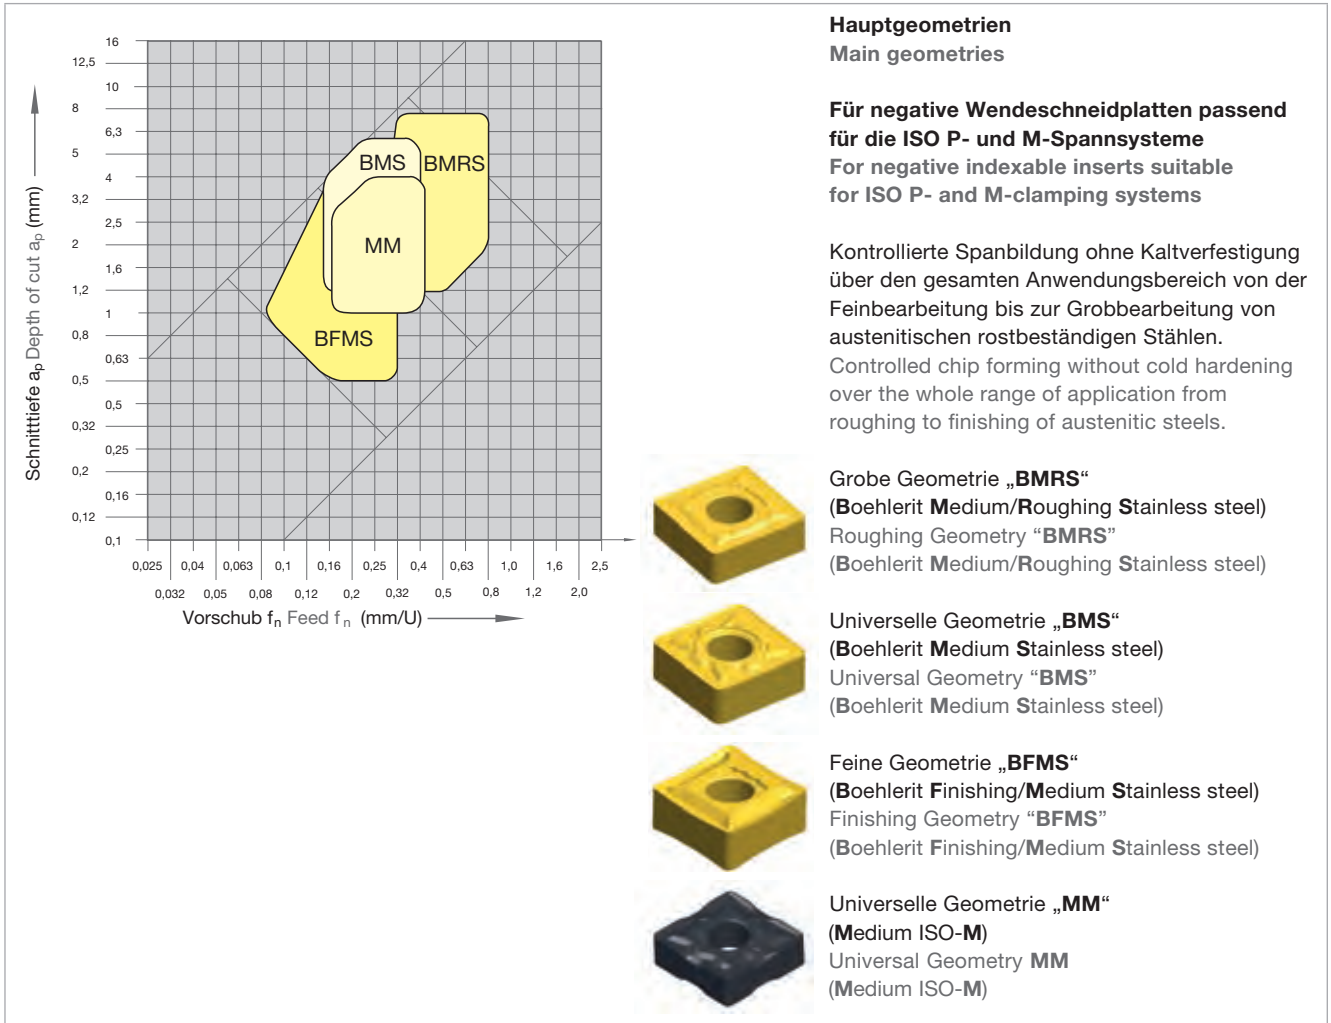 16
12,5
10
8
6,3
5
4
3,2
2,5
2
1,6
1,2
1
0,8
0,63
0,5
0,5
0,32
0,25
0,2
0,16
0,12
0,1
Schnitttiefe ap Depth of cut ap (mm)
BMS
BMRS
MM
BFMS
0,025 0,04 0,063 0,1 0,16 0,25 0,4 0,63 1,0 1,6 2,5
0,032 0,05 0,08 0,12 0,2 0,32 0,5 0,8 1,2 2,0
Vorschub fn Feed fn (mm/U)
Hauptgeometrien
Main geometries
Für negative Wendeschneidplatten passend
für die ISO P- und M-Spannsysteme
For negative indexable inserts suitable
for ISO P- and M-clamping systems
Kontrollierte Spanbildung ohne Kaltverfestigung
über den gesamten Anwendungsbereich von der
Feinbearbeitung bis zur Grobbearbeitung von
austenitischen rostbeständigen Stählen.
Controlled chip forming without cold hardening
over the whole range of application from
roughing to finishing of austenitic steels.
Grobe Geometrie „BMRS“
(Boehlerit Medium/Roughing Stainless steel)
Roughing Geometry “BMRS”
(Boehlerit Medium/Roughing Stainless steel)
Universelle Geometrie „BMS“
(Boehlerit Medium Stainless steel)
Universal Geometry “BMS”
(Boehlerit Medium Stainless steel)
Feine Geometrie „BFMS“
(Boehlerit Finishing/Medium Stainless steel)
Finishing Geometry “BFMS”
(Boehlerit Finishing/Medium Stainless steel)
Universelle Geometrie „MM“
(Medium ISO-M)
Universal Geometry MM
(Medium ISO-M)